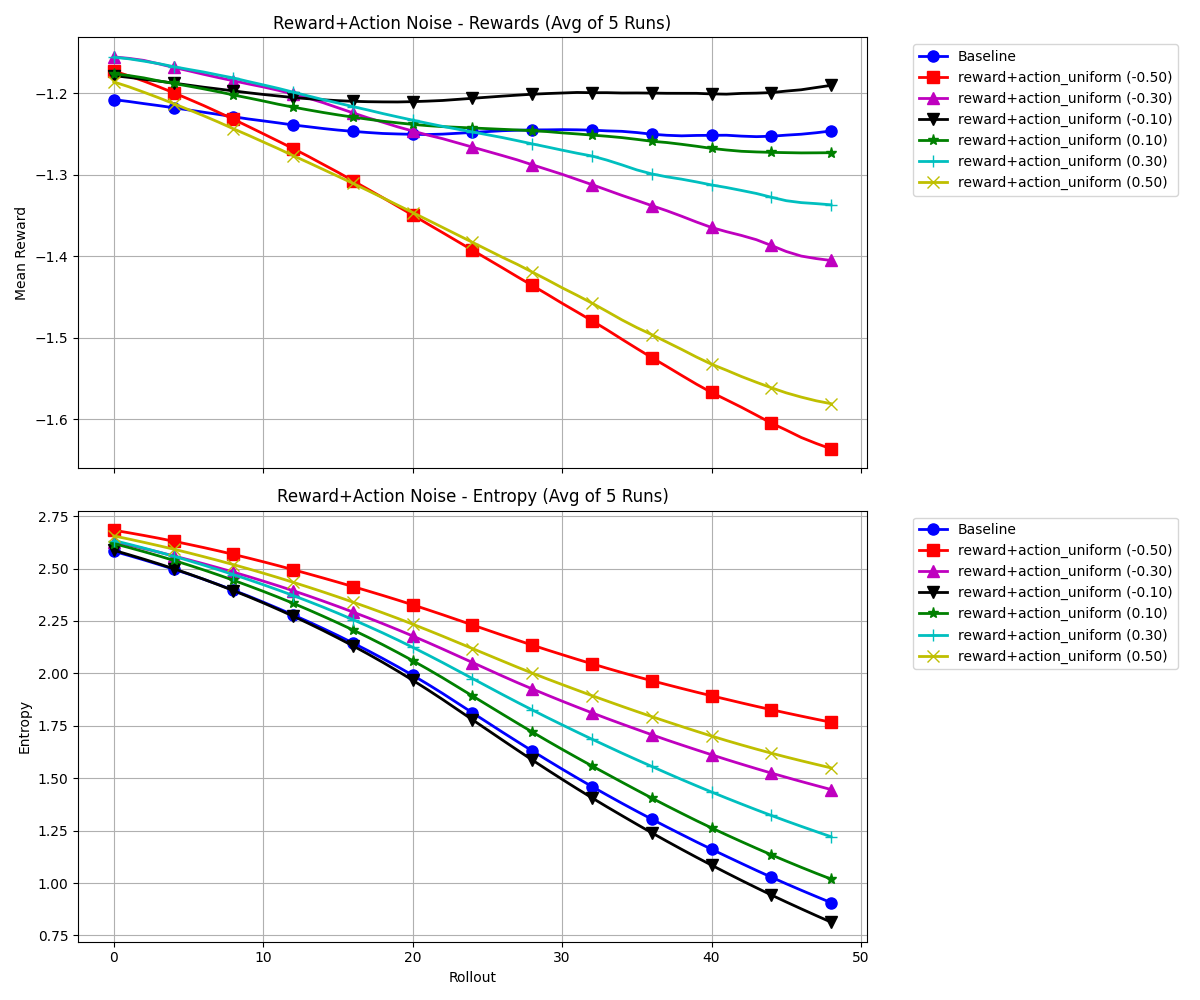 Reward+Action Noise - Rewards (Avg of 5 Runs)
Mean Reward
−1.2
−1.3
−1.4
−1.5
−1.6
Baseline
reward+action_uniform (-0.50)
reward+action_uniform (-0.30)
reward+action_uniform (-0.10)
reward+action_uniform (0.10)
reward+action_uniform (0.30)
reward+action_uniform (0.50)
Reward+Action Noise - Entropy (Avg of 5 Runs)
Entropy
2.75
2.50
2.25
2.00
1.75
1.50
1.25
1.00
0.75
0 10 20 30 40 50
Rollout
Baseline
reward+action_uniform (-0.50)
reward+action_uniform (-0.30)
reward+action_uniform (-0.10)
reward+action_uniform (0.10)
reward+action_uniform (0.30)
reward+action_uniform (0.50)